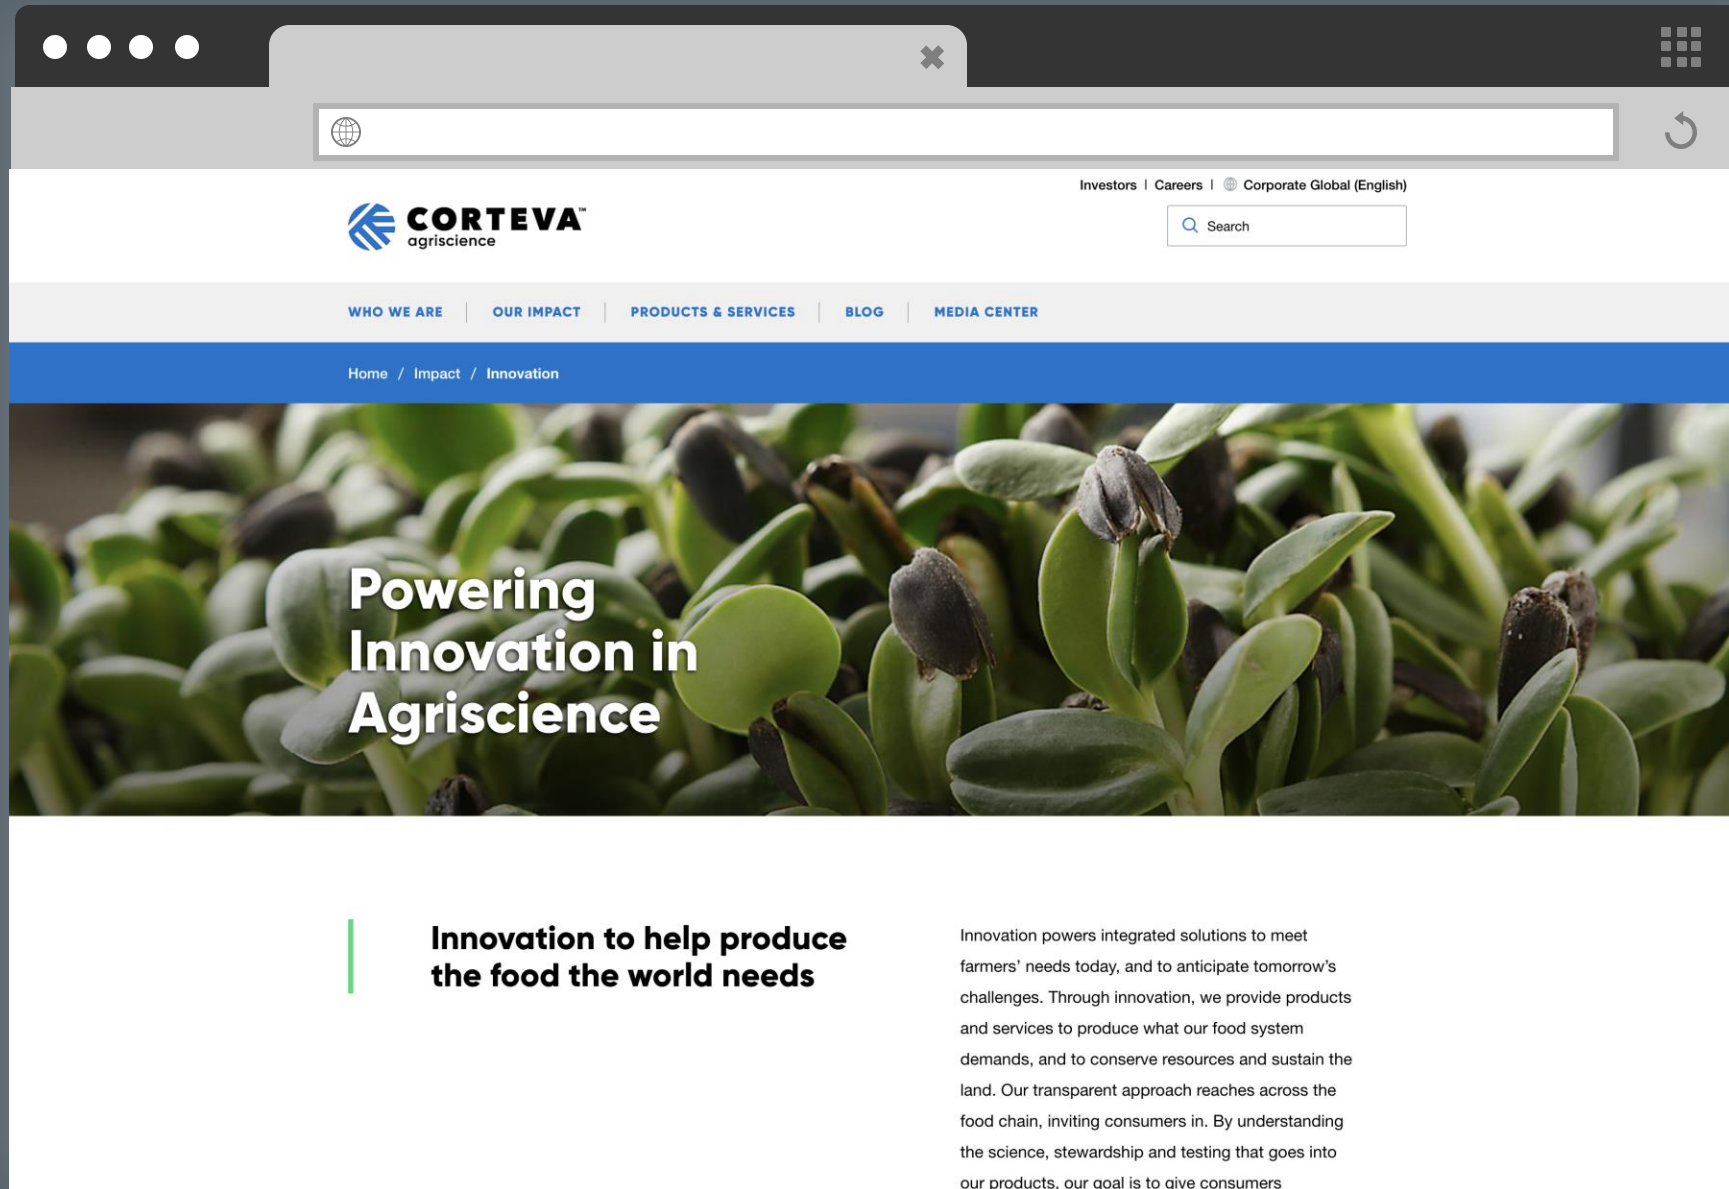 Investors | Careers | Corporate Global (English)
CORTEVA™
agriscience
Search
WHO WE ARE | OUR IMPACT | PRODUCTS & SERVICES | BLOG | MEDIA CENTER
Home / Impact / Innovation
Powering
Innovation in
Agriscience
Innovation to help produce
the food the world needs
Innovation powers integrated solutions to meet
farmers’ needs today, and to anticipate tomorrow’s
challenges. Through innovation, we provide products
and services to produce what our food system
demands, and to conserve resources and sustain the
land. Our transparent approach reaches across the
food chain, inviting consumers in. By understanding
the science, stewardship and testing that goes into
our products, our goal is to give consumers